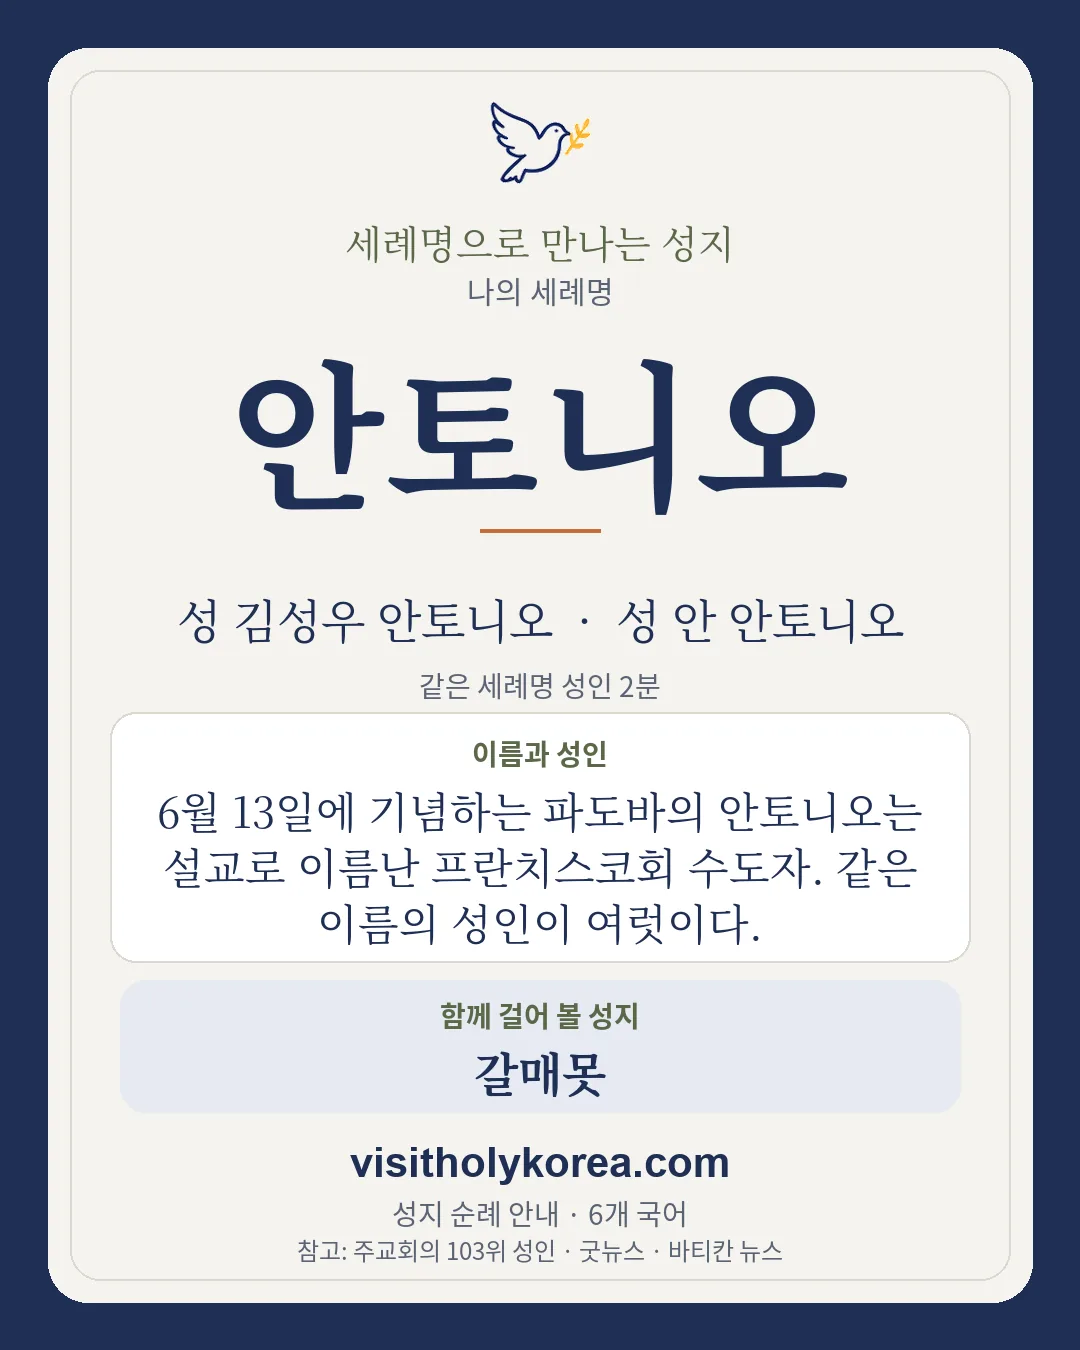 세례명으로 만나는 성지
나의 세례명
안토니오
성 김성우 안토니오 · 성 안 안토니오
같은 세례명 성인 2분
이름과 성인
6월 13일에 기념하는 파도바의 안토니오는
설교로 이름난 프란치스코회 수도자. 같은
이름의 성인이 여럿이다.
함께 걸어 볼 성지
갈매못
visitholykorea.com
성지 순례 안내 · 6개 국어
참고: 주교회의 103위 성인 · 굿뉴스 · 바티칸 뉴스